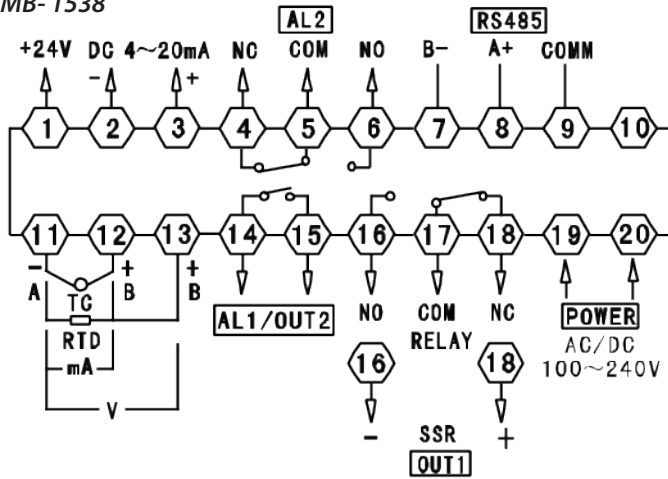 MB- 1538
AL2 RS485
+24V DC 4~20mA NC COM NO B- A+ COMM
- +
1 2 3 4 5 6 7 8 9 10
11 12 13 14 15 16 17 18 19 20
- + +
A TC B B
RTD
mA
V
AL1/OUT2
NO COM NC
RELAY
POWER
AC/DC
100~240V
16 18
- SSR +
OUT1